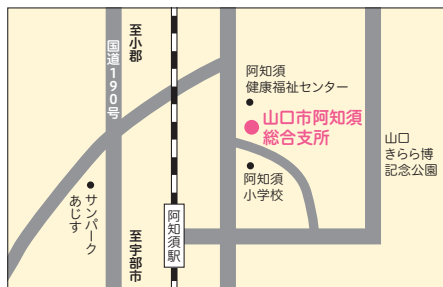 至小郡
国道190号
阿知須
健康福祉センター
山口市阿知須
総合支所
山口
きらら博
記念公園
阿知須
小学校
サンパーク
あじす
阿知須駅
至宇部市